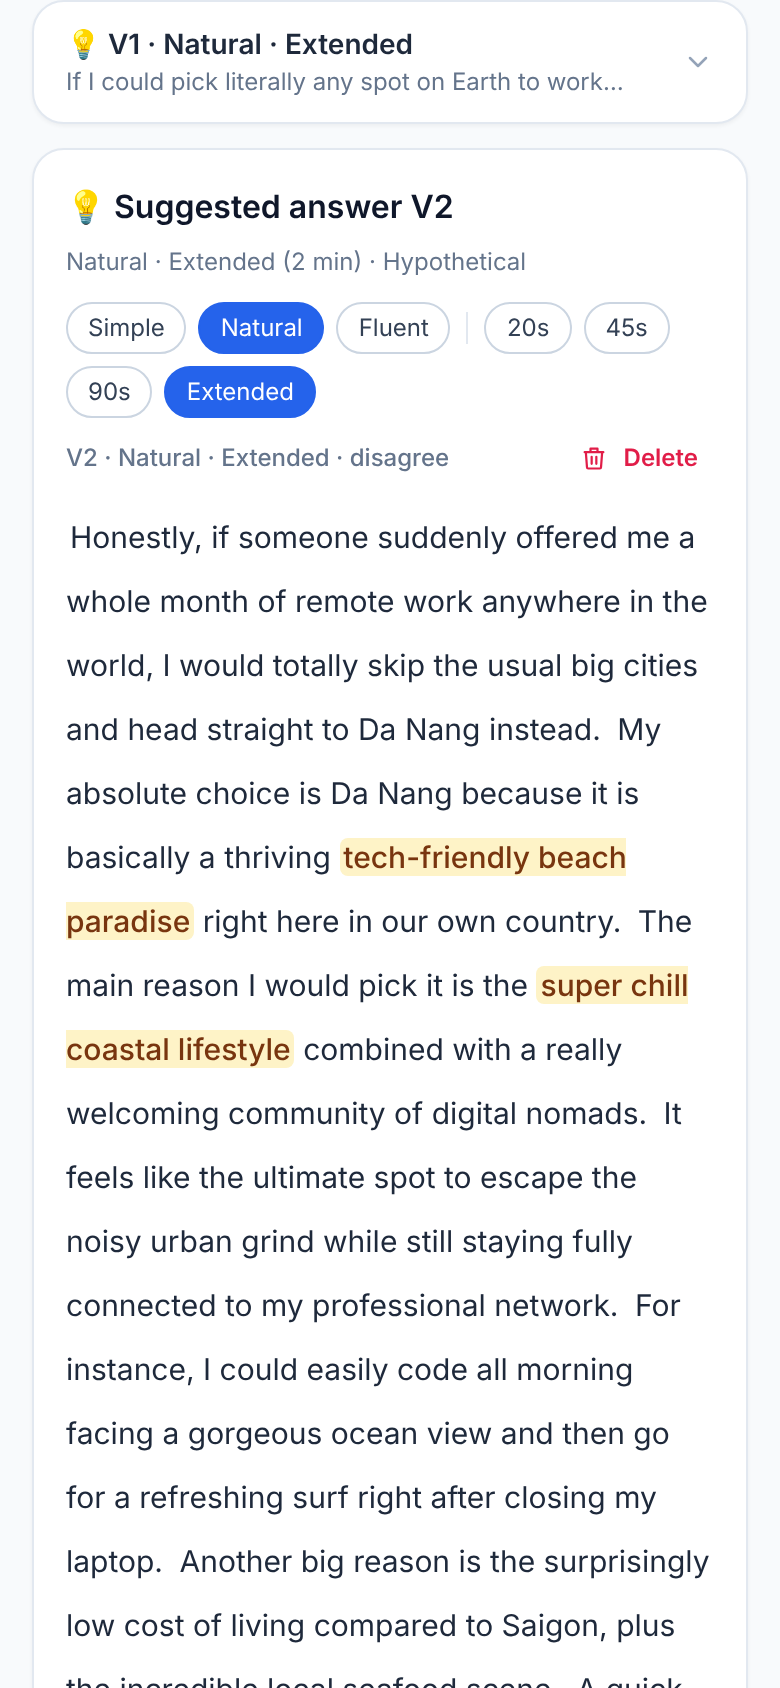 💡 V1 · Natural · Extended
If I could pick literally any spot on Earth to work...
💡 Suggested answer V2
Natural · Extended (2 min) · Hypothetical
Simple Natural Fluent 20s 45s
90s Extended
V2 · Natural · Extended · disagree Delete
Honestly, if someone suddenly offered me a
whole month of remote work anywhere in the
world, I would totally skip the usual big cities
and head straight to Da Nang instead. My
absolute choice is Da Nang because it is
basically a thriving tech-friendly beach
paradise right here in our own country. The
main reason I would pick it is the super chill
coastal lifestyle combined with a really
welcoming community of digital nomads. It
feels like the ultimate spot to escape the
noisy urban grind while still staying fully
connected to my professional network. For
instance, I could easily code all morning
facing a gorgeous ocean view and then go
for a refreshing surf right after closing my
laptop. Another big reason is the surprisingly
low cost of living compared to Saigon, plus
the incredible local seafood scene. A quick